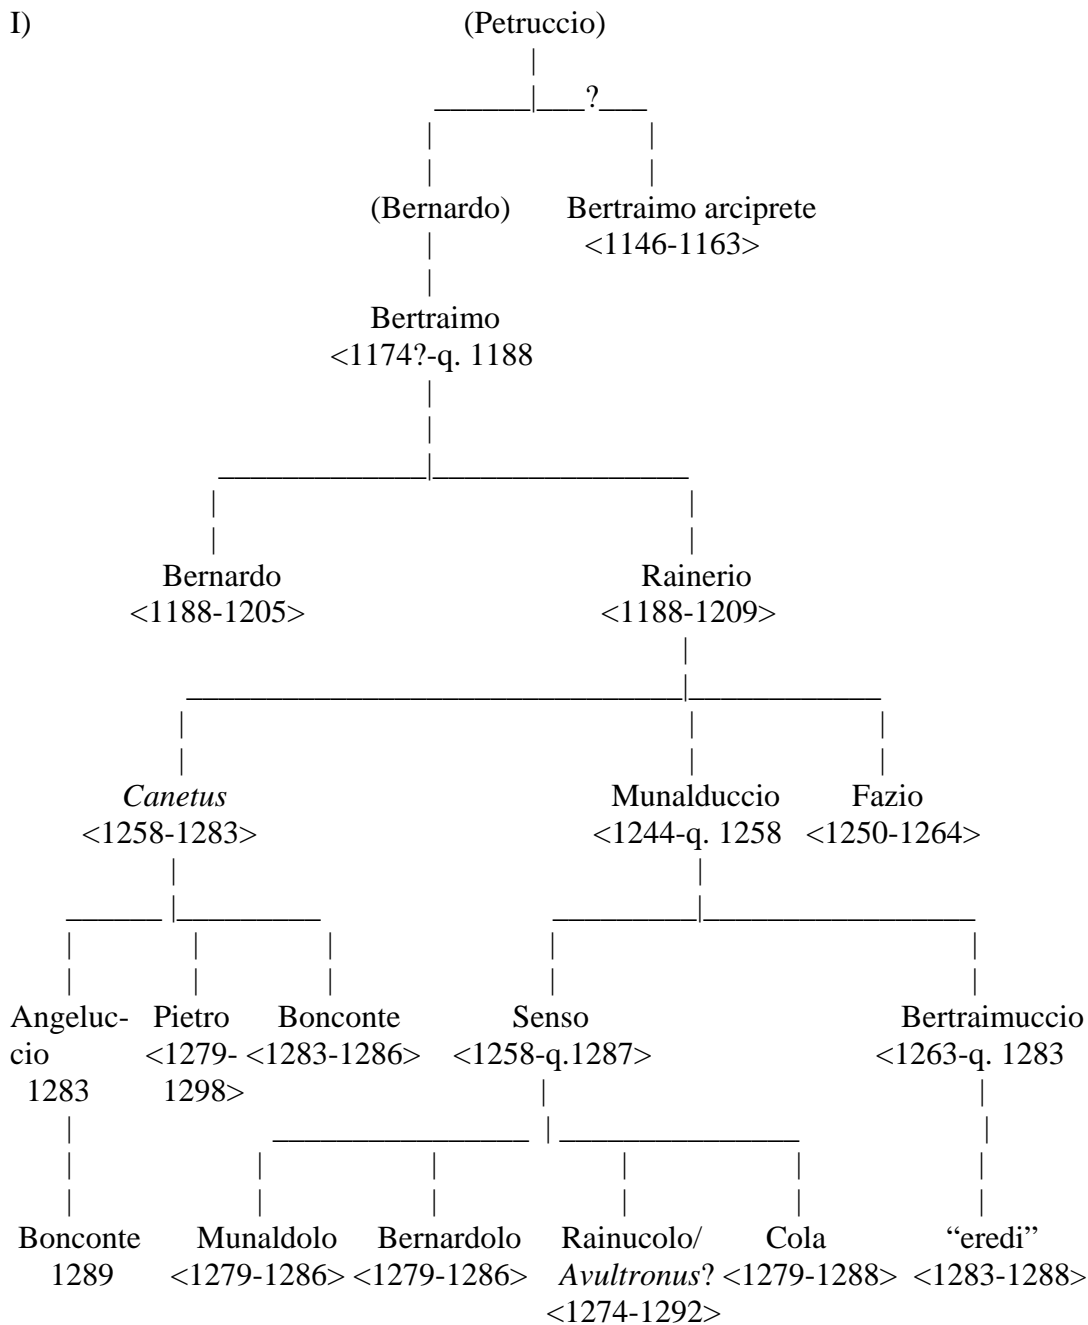 I) (Petruccio)
?
(Bernardo) Bertraimo arciprete
<1146-1163>
Bertraimo
<1174?-q. 1188
Bernardo Rainerio
<1188-1205> <1188-1209>
Canetus Munalduccio Fazio
<1258-1283> <1244-q. 1258 <1250-1264>
Angeluc- Pietro Bonconte Senso Bertraimuccio
cio <1279- <1283-1286> <1258-q.1287> <1263-q. 1283
1283 1298>
Bonconte Munaldolo Bernardolo Rainucolo/ Cola “eredi”
1289 <1279-1286> <1279-1286> Avultronus? <1279-1288> <1283-1288>
<1274-1292>